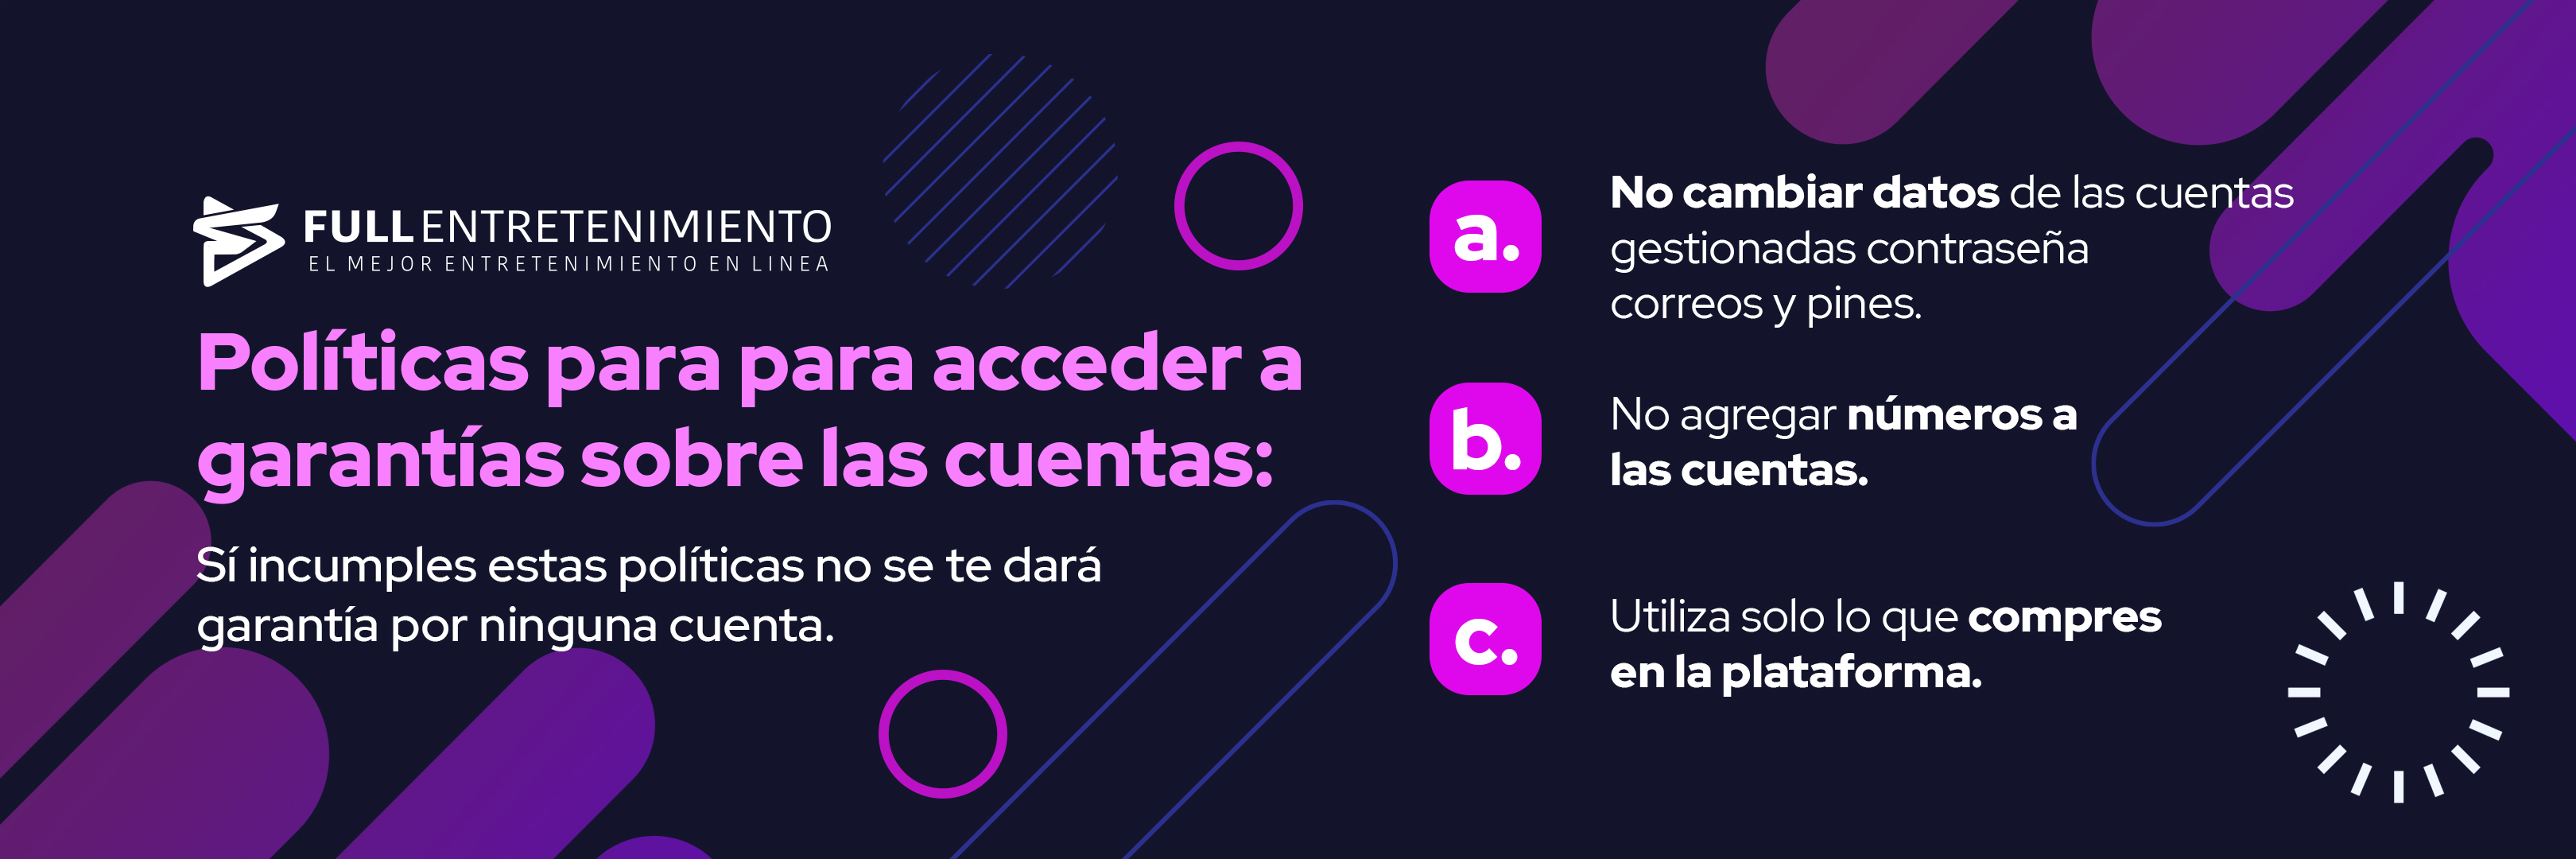 FULLENTRETENIMIENTO
EL MEJOR ENTRETENIMIENTO EN LINEA
Políticas para para acceder a
garantías sobre las cuentas:
Sí incumples estas políticas no se te dará
garantía por ninguna cuenta.
a.
No cambiar datos de las cuentas
gestionadas contraseña
correos y pines.
b.
No agregar números a
las cuentas.
c.
Utiliza solo lo que compres
en la plataforma.